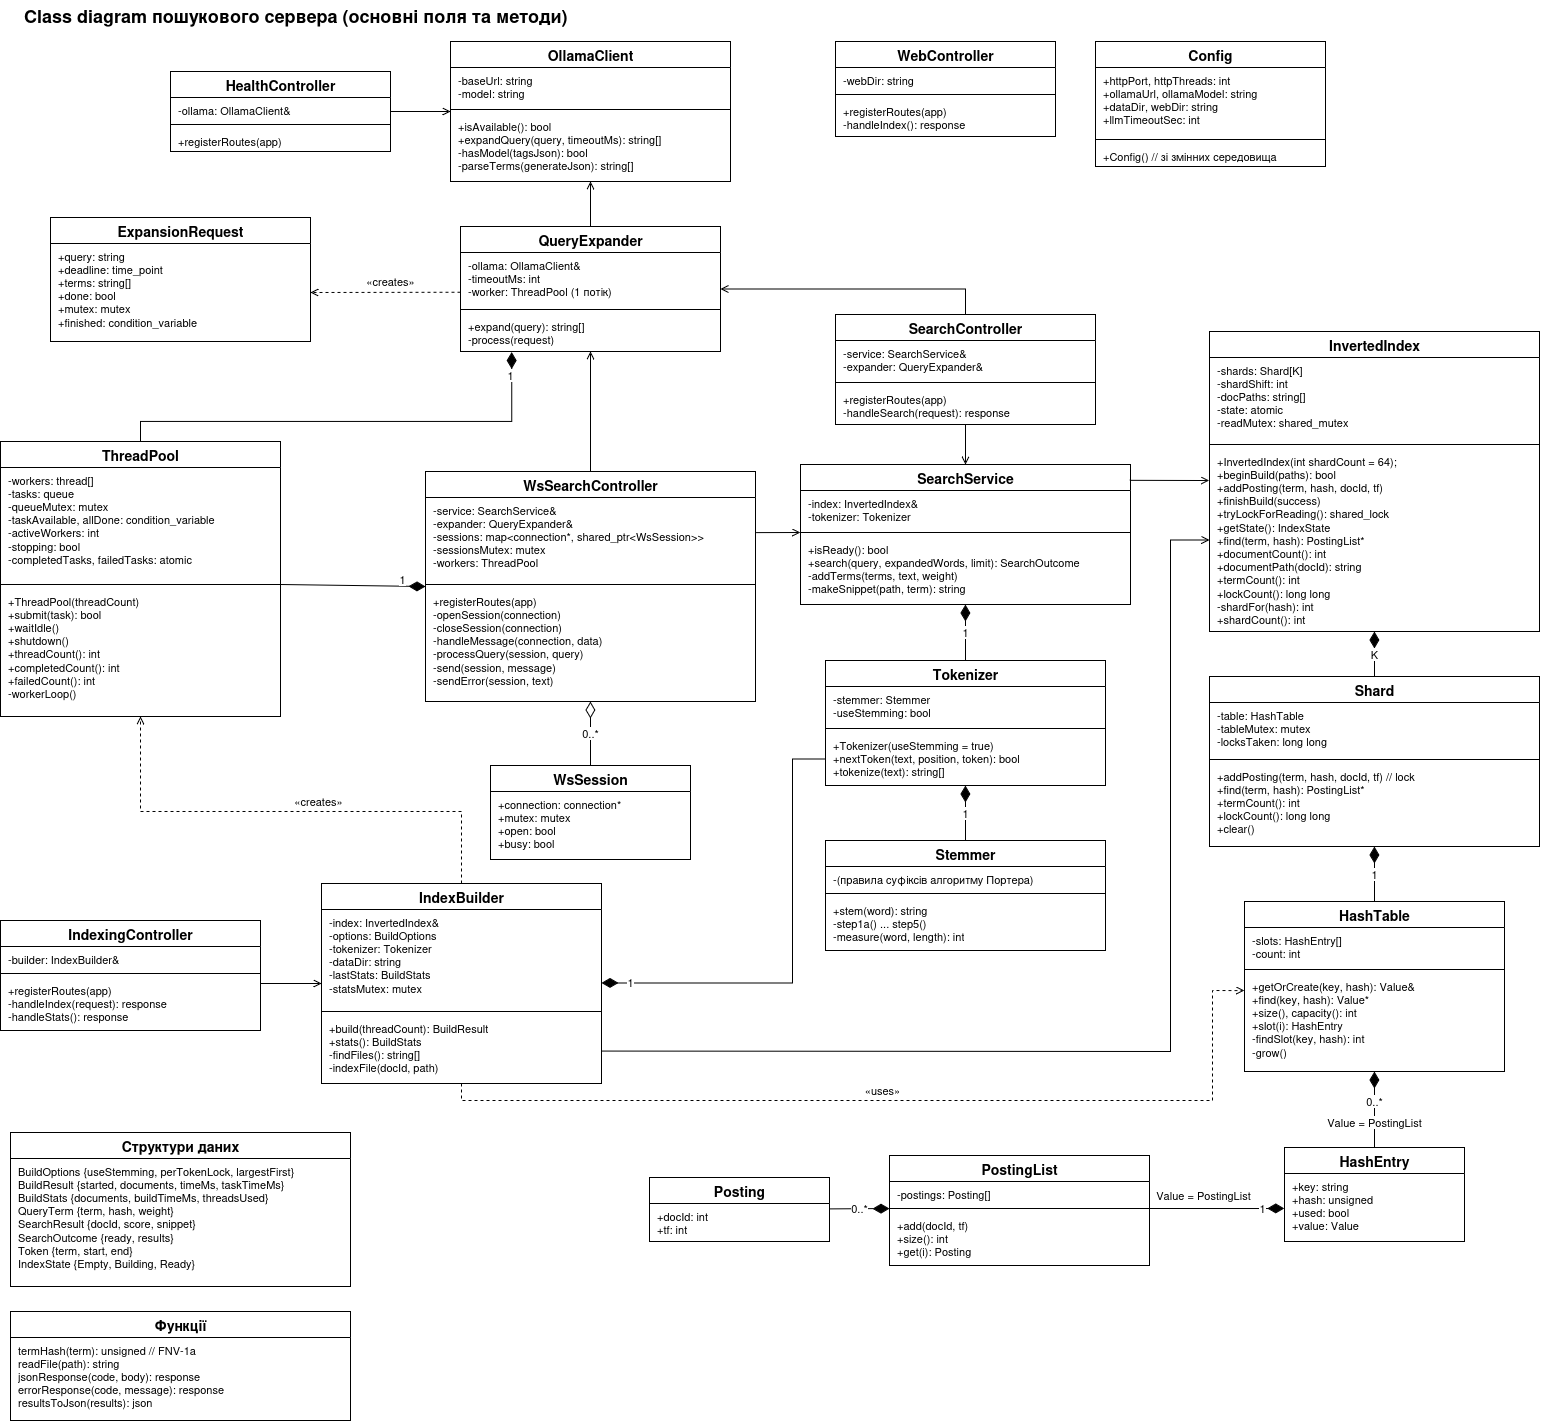 Class diagram пошукового сервера (основні поля та методи)
HealthController
-ollama: OllamaClient&
+registerRoutes(app)
OllamaClient
-baseUrl: string
-model: string
+isAvailable(): bool
+expandQuery(query, timeoutMs): string[]
-hasModel(tagsJson): bool
-parseTerms(generateJson): string[]
WebController
-webDir: string
+registerRoutes(app)
-handleIndex(): response
Config
+httpPort, httpThreads: int
+ollamaUrl, ollamaModel: string
+dataDir, webDir: string
+llmTimeoutSec: int
+Config() // зі змінних середовища
ExpansionRequest
+query: string
+deadline: time_point
+terms: string[]
+done: bool
+mutex: mutex
+finished: condition_variable
«creates»
QueryExpander
-ollama: OllamaClient&
-timeoutMs: int
-worker: ThreadPool (1 потік)
+expand(query): string[]
-process(request)
1
SearchController
-service: SearchService&
-expander: QueryExpander&
+registerRoutes(app)
-handleSearch(request): response
InvertedIndex
-shards: Shard[K]
-shardShift: int
-docPaths: string[]
-state: atomic
-readMutex: shared_mutex
+InvertedIndex(int shardCount = 64);
+beginBuild(paths): bool
+addPosting(term, hash, docId, tf)
+finishBuild(success)
+tryLockForReading(): shared_lock
+getState(): IndexState
+find(term, hash): PostingList*
+documentCount(): int
+documentPath(docId): string
+termCount(): int
+lockCount(): long long
-shardFor(hash): int
+shardCount(): int
K
ThreadPool
-workers: thread[]
-tasks: queue
-queueMutex: mutex
-taskAvailable, allDone: condition_variable
-activeWorkers: int
-stopping: bool
-completedTasks, failedTasks: atomic
+ThreadPool(threadCount)
+submit(task): bool
+waitIdle()
+shutdown()
+threadCount(): int
+completedCount(): int
+failedCount(): int
-workerLoop()
1
WsSearchController
-service: SearchService&
-expander: QueryExpander&
-sessions: map<connection*, shared_ptr<WsSession>>
-sessionsMutex: mutex
-workers: ThreadPool
+registerRoutes(app)
-openSession(connection)
-closeSession(connection)
-handleMessage(connection, data)
-processQuery(session, query)
-send(session, message)
-sendError(session, text)
0..*
SearchService
-index: InvertedIndex&
-tokenizer: Tokenizer
+isReady(): bool
+search(query, expandedWords, limit): SearchOutcome
-addTerms(terms, text, weight)
-makeSnippet(path, term): string
1
Tokenizer
-stemmer: Stemmer
-useStemming: bool
+Tokenizer(useStemming = true)
+nextToken(text, position, token): bool
+tokenize(text): string[]
1
Shard
-table: HashTable
-tableMutex: mutex
-locksTaken: long long
+addPosting(term, hash, docId, tf) // lock
+find(term, hash): PostingList*
+termCount(): int
+lockCount(): long long
+clear()
1
WsSession
+connection: connection*
+mutex: mutex
+open: bool
+busy: bool
«creates»
Stemmer
-(правила суфіксів алгоритму Портера)
+stem(word): string
-step1a() ... step5()
-measure(word, length): int
IndexBuilder
-index: InvertedIndex&
-options: BuildOptions
-tokenizer: Tokenizer
-dataDir: string
-lastStats: BuildStats
-statsMutex: mutex
+build(threadCount): BuildResult
+stats(): BuildStats
-findFiles(): string[]
-indexFile(docId, path)
1
IndexingController
-builder: IndexBuilder&
+registerRoutes(app)
-handleIndex(request): response
-handleStats(): response
HashTable
-slots: HashEntry[]
-count: int
+getOrCreate(key, hash): Value&
+find(key, hash): Value*
+size(), capacity(): int
+slot(i): HashEntry
-findSlot(key, hash): int
-grow()
«uses»
0..*
Value = PostingList
Структури даних
BuildOptions {useStemming, perTokenLock, largestFirst}
BuildResult {started, documents, timeMs, taskTimeMs}
BuildStats {documents, buildTimeMs, threadsUsed}
QueryTerm {term, hash, weight}
SearchResult {docId, score, snippet}
SearchOutcome {ready, results}
Token {term, start, end}
IndexState {Empty, Building, Ready}
Posting
+docId: int
+tf: int
0..*
PostingList
-postings: Posting[]
+add(docId, tf)
+size(): int
+get(i): Posting
Value = PostingList
1
HashEntry
+key: string
+hash: unsigned
+used: bool
+value: Value
Функції
termHash(term): unsigned // FNV-1a
readFile(path): string
jsonResponse(code, body): response
errorResponse(code, message): response
resultsToJson(results): json